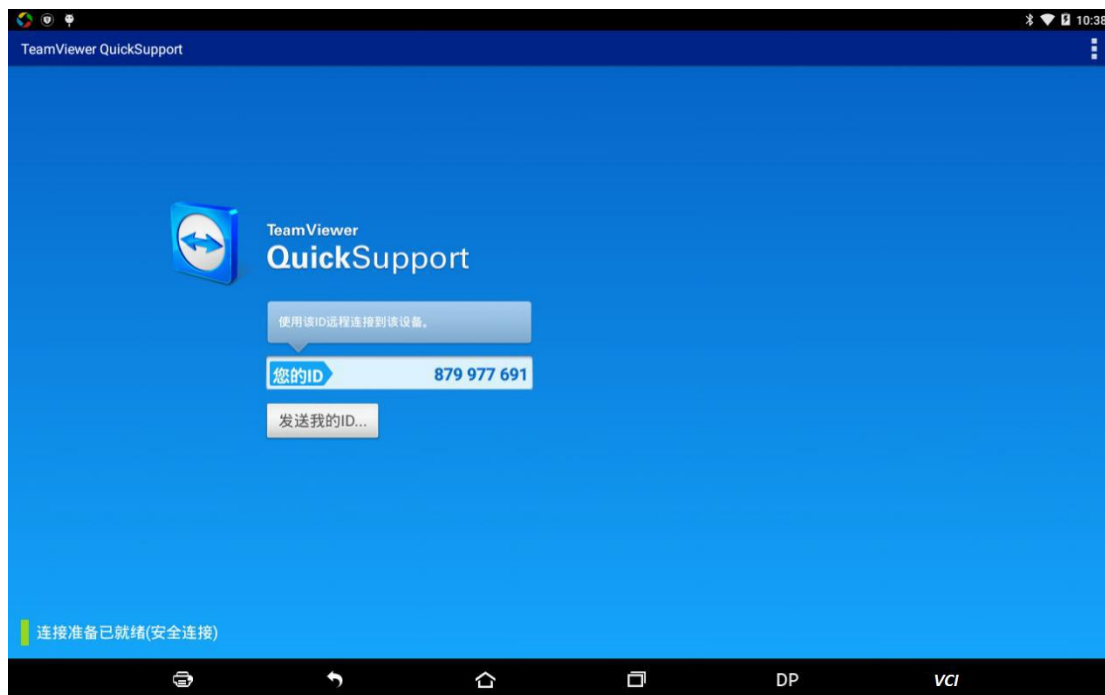 10:38
TeamViewer QuickSupport
TeamViewer
QuickSupport
使用该ID远程连接到该设备。
您的ID 879 977 691
发送我的ID...
连接准备已就绪(安全连接)
DP VCI